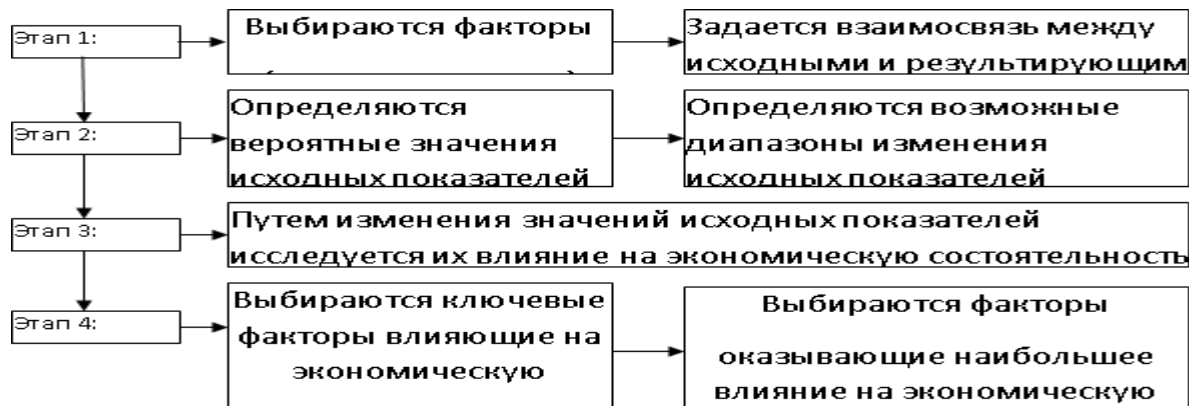 Этап 1:
Выбираются факторы
Задается взаимосвязь между
исходными и результирующим
Этап 2:
Определяются
вероятные значения
исходных показателей
Определяются возможные
диапазоны изменения
исходных показателей
Этап 3:
Путем изменения значений исходных показателей
исследуется их влияние на экономическую состоятельность
Этап 4:
Выбираются ключевые
факторы влияющие на
экономическую
Выбираются факторы
оказывающие наибольшее
влияние на экономическую